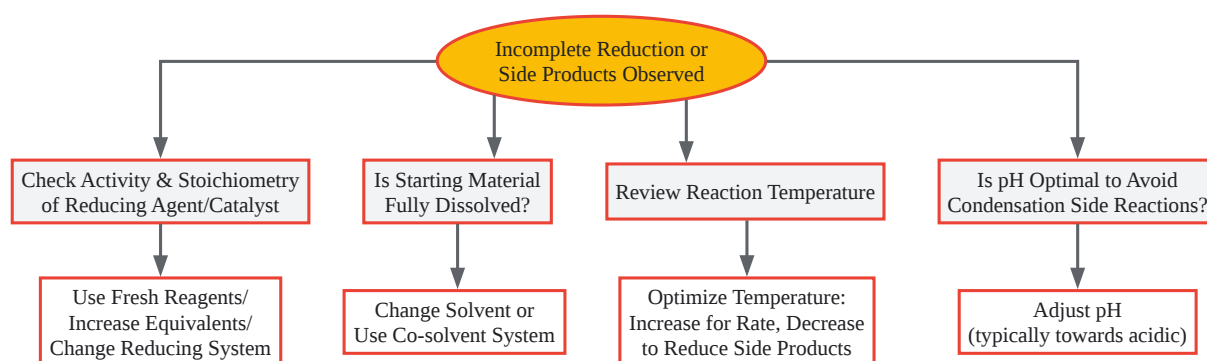 Incomplete Reduction or
Side Products Observed
Check Activity & Stoichiometry
of Reducing Agent/Catalyst
Is Starting Material
Fully Dissolved?
Review Reaction Temperature
Is pH Optimal to Avoid
Condensation Side Reactions?
Use Fresh Reagents/
Increase Equivalents/
Change Reducing System
Change Solvent or
Use Co-solvent System
Optimize Temperature:
Increase for Rate, Decrease
to Reduce Side Products
Adjust pH
(typically towards acidic)